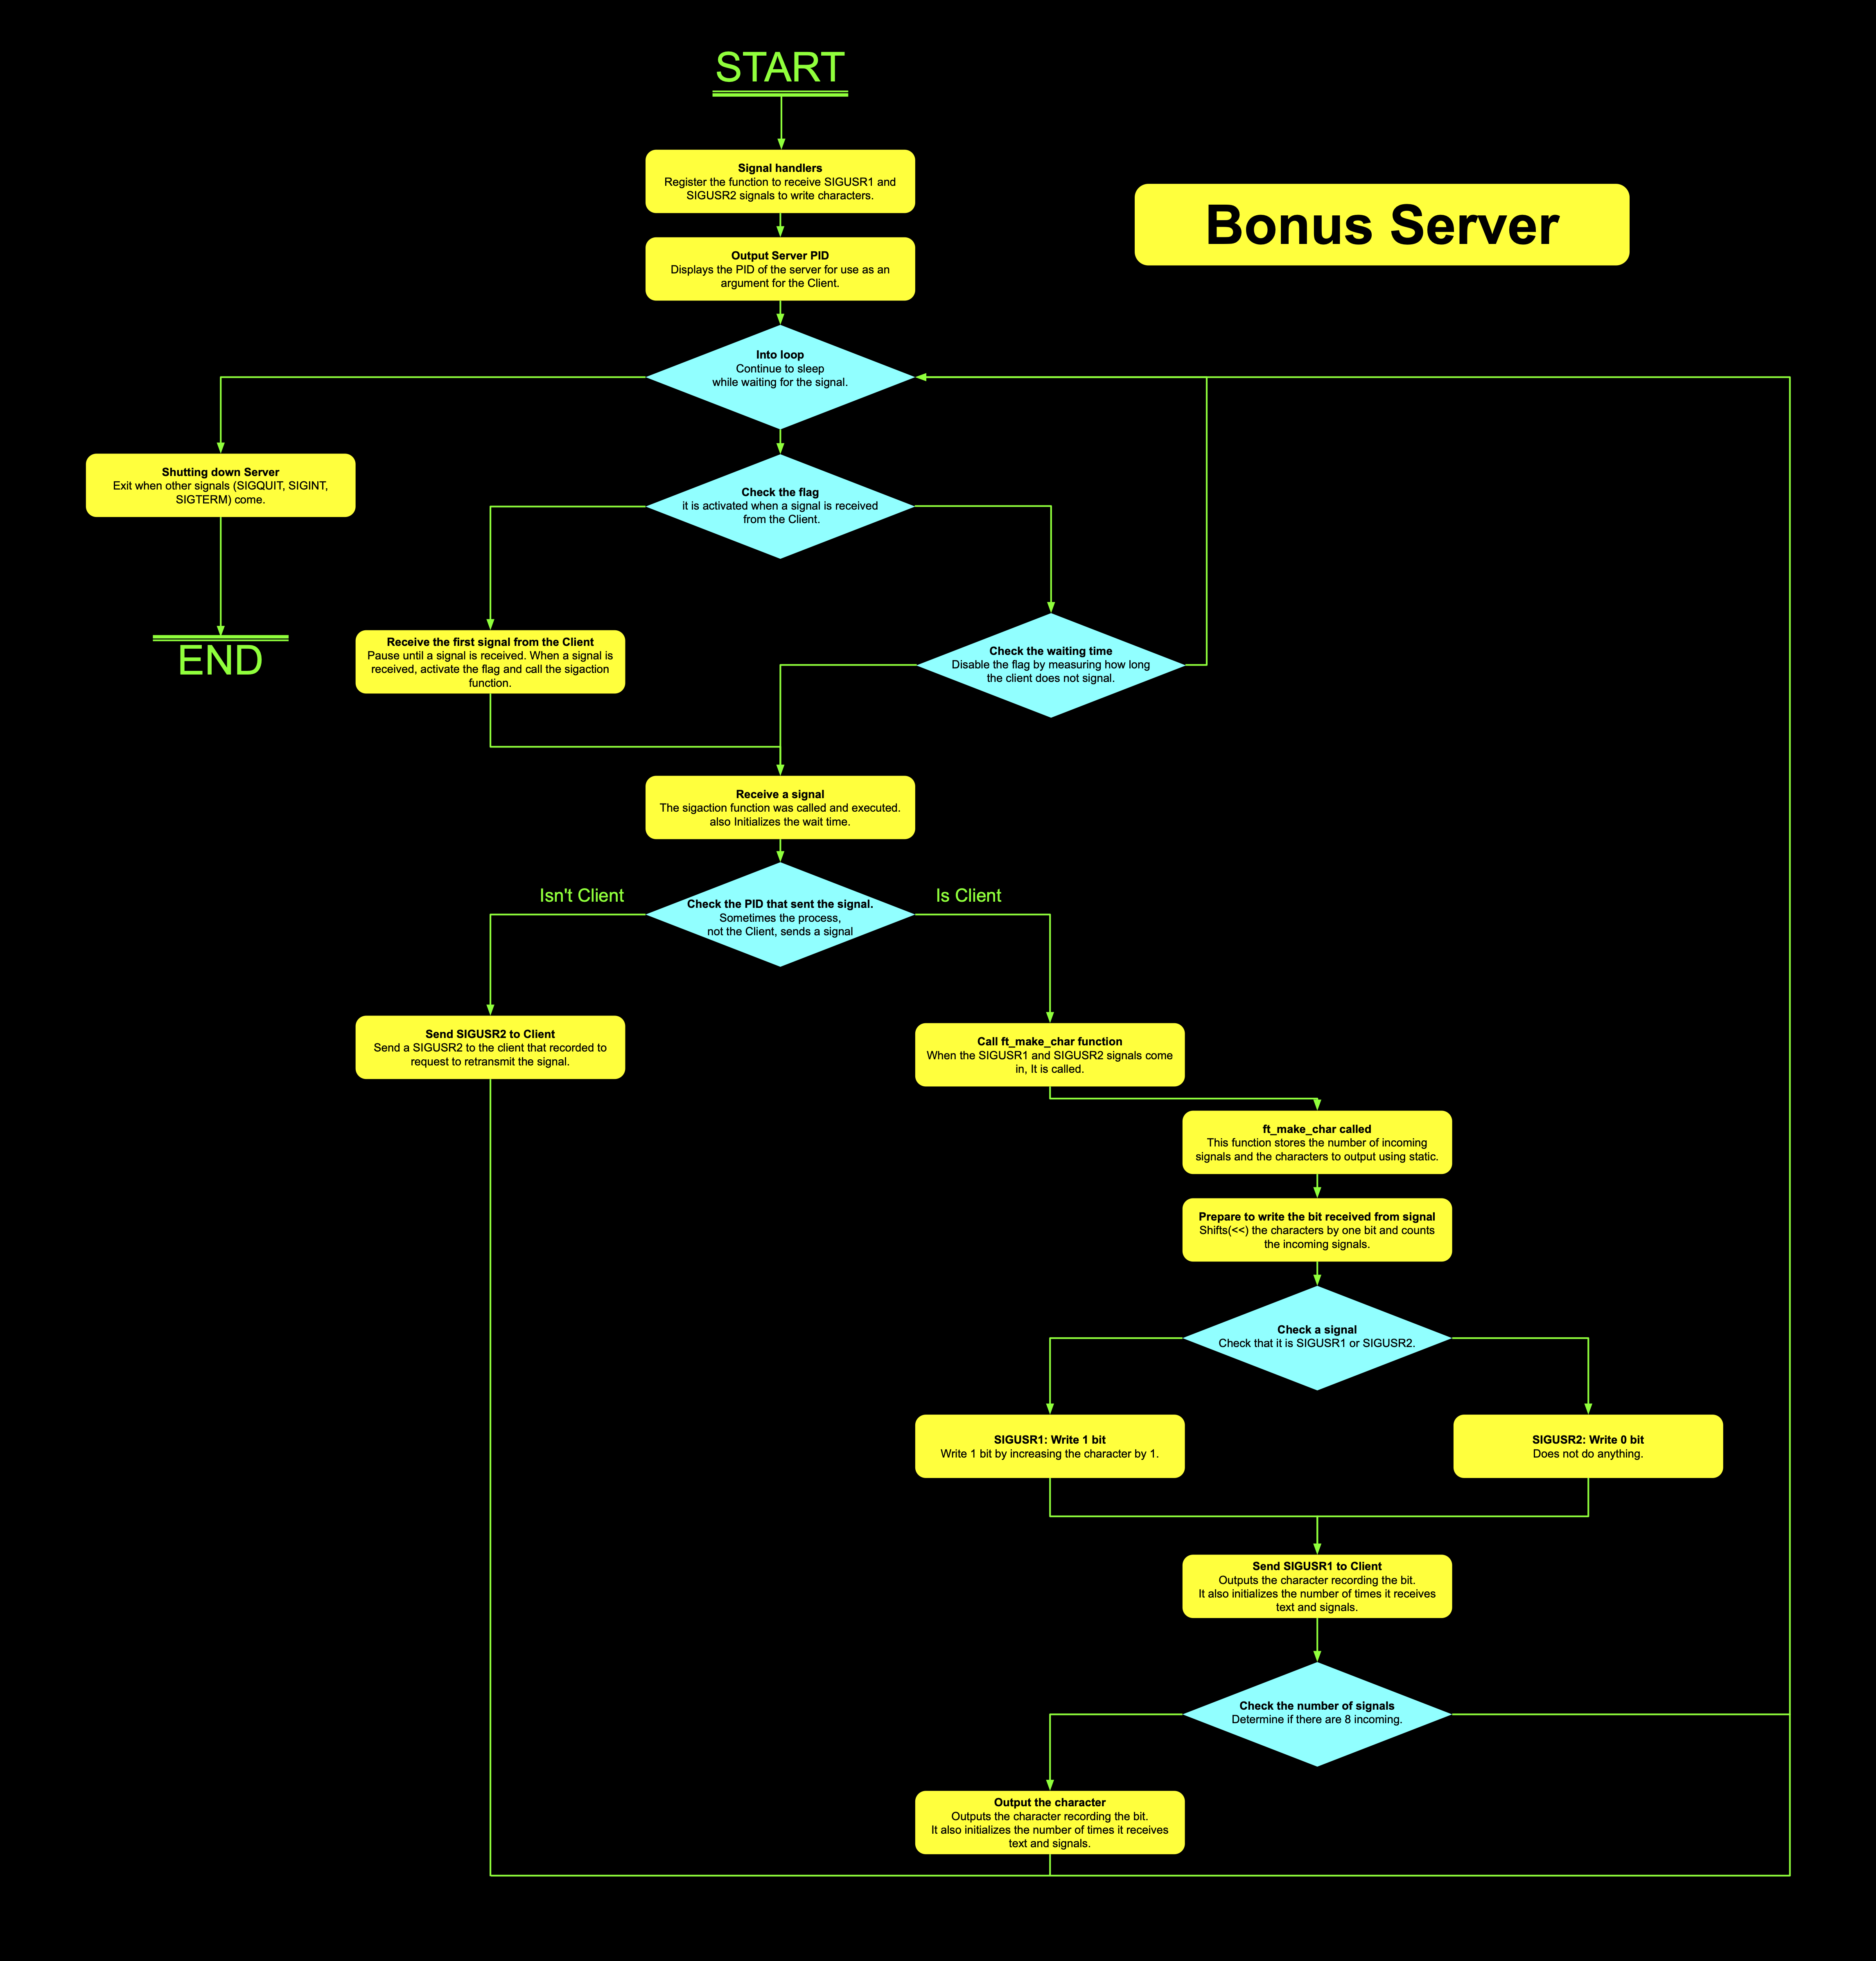 START
Signal handlers
Register the function to receive SIGUSR1 and
SIGUSR2 signals to write characters.
Bonus Server
Output Server PID
Displays the PID of the server for use as an
argument for the Client.
Into loop
Continue to sleep
while waiting for the signal.
Shutting down Server
Exit when other signals (SIGQUIT, SIGINT,
SIGTERM) come.
END
Check the flag
it is activated when a signal is received
from the Client.
Receive the first signal from the Client
Pause until a signal is received. When a signal is
received, activate the flag and call the sigaction
function.
Check the waiting time
Disable the flag by measuring how long
the client does not signal.
Receive a signal
The sigaction function was called and executed.
also Initializes the wait time.
Isn't Client
Check the PID that sent the signal.
Sometimes the process,
not the Client, sends a signal
Is Client
Send SIGUSR2 to Client
Send a SIGUSR2 to the client that recorded to
request to retransmit the signal.
Call ft_make_char function
When the SIGUSR1 and SIGUSR2 signals come
in, It is called.
ft_make_char called
This function stores the number of incoming
signals and the characters to output using static.
Prepare to write the bit received from signal
Shifts(<<) the characters by one bit and counts
the incoming signals.
Check a signal
Check that it is SIGUSR1 or SIGUSR2.
SIGUSR1: Write 1 bit
Write 1 bit by increasing the character by 1.
SIGUSR2: Write 0 bit
Does not do anything.
Send SIGUSR1 to Client
Outputs the character recording the bit.
It also initializes the number of times it receives
text and signals.
Check the number of signals
Determine if there are 8 incoming.
Output the character
Outputs the character recording the bit.
It also initializes the number of times it receives
text and signals.